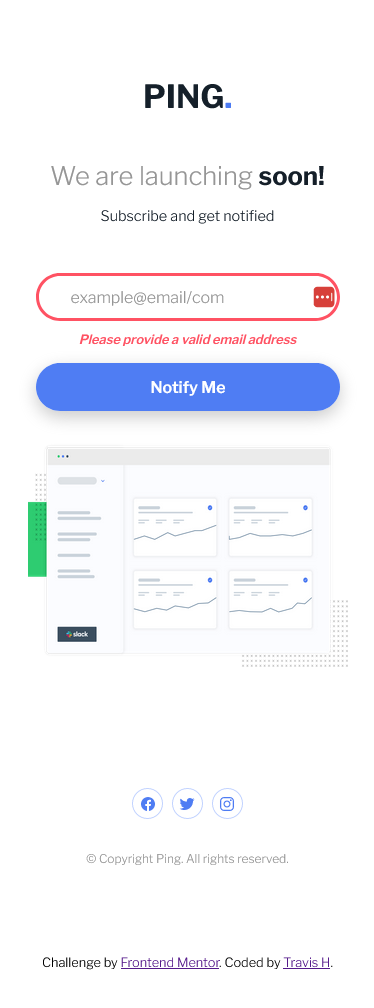 PING.
We are launching soon!
Subscribe and get notified
example@email/com
Please provide a valid email address
Notify Me
slack
© Copyright Ping. All rights reserved.
Challenge by Frontend Mentor. Coded by Travis H.